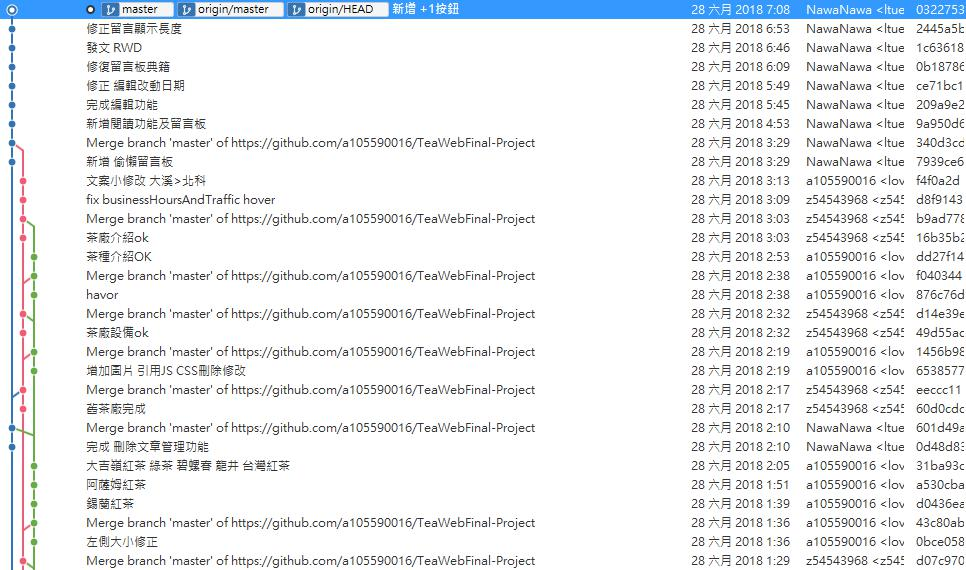 master origin/master origin/HEAD 新增 +1按鈕 28 六月 2018 7:08 NawaNawa <ltue 0322753
修正留言顯示長度 28 六月 2018 6:53 NawaNawa <ltue 2445a5b
發文 RWD 28 六月 2018 6:46 NawaNawa <ltue 1c63618
修復留言板典籍 28 六月 2018 6:09 NawaNawa <ltue 0b18786
修正 編輯改動日期 28 六月 2018 5:49 NawaNawa <ltue ce71bc1
完成編輯功能 28 六月 2018 5:45 NawaNawa <ltue 209a9e2
新增閱讀功能及留言板 28 六月 2018 4:53 NawaNawa <ltue 9a950d6
Merge branch 'master' of https://github.com/a105590016/TeaWebFinal-Project 28 六月 2018 3:29 NawaNawa <ltue 340d3cd
新增 偷懶留言板 28 六月 2018 3:29 NawaNawa <ltue 7939ce6
文案小修改 大溪>北科 28 六月 2018 3:13 a105590016 <lov f4f0a2d
fix businessHoursAndTraffic hover 28 六月 2018 3:09 z54543968 <z545 d8f9143
Merge branch 'master' of https://github.com/a105590016/TeaWebFinal-Project 28 六月 2018 3:03 z54543968 <z545 b9ad778
茶廠介紹ok 28 六月 2018 3:03 z54543968 <z545 16b35b2
茶種介紹OK 28 六月 2018 2:53 a105590016 <lov dd27f14
Merge branch 'master' of https://github.com/a105590016/TeaWebFinal-Project 28 六月 2018 2:38 a105590016 <lov f040344
havor 28 六月 2018 2:38 a105590016 <lov 876c76d
Merge branch 'master' of https://github.com/a105590016/TeaWebFinal-Project 28 六月 2018 2:32 z54543968 <z545 d14e39e
茶廠設備ok 28 六月 2018 2:32 z54543968 <z545 49d55ac
Merge branch 'master' of https://github.com/a105590016/TeaWebFinal-Project 28 六月 2018 2:19 a105590016 <lov 1456b98
增加圖片 引用JS CSS刪除修改 28 六月 2018 2:19 a105590016 <lov 6538577
Merge branch 'master' of https://github.com/a105590016/TeaWebFinal-Project 28 六月 2018 2:17 z54543968 <z545 eeccc11
舊茶廠完成 28 六月 2018 2:17 z54543968 <z545 60d0cdc
Merge branch 'master' of https://github.com/a105590016/TeaWebFinal-Project 28 六月 2018 2:10 NawaNawa <ltue 601d49a
完成 刪除文章管理功能 28 六月 2018 2:10 NawaNawa <ltue 0d48d83
大吉嶺紅茶 綠茶 碧螺春 龍井 台灣紅茶 28 六月 2018 2:05 a105590016 <lov 31ba93c
阿薩姆紅茶 28 六月 2018 1:51 a105590016 <lov a530cba
錫蘭紅茶 28 六月 2018 1:39 a105590016 <lov d0436ea
Merge branch 'master' of https://github.com/a105590016/TeaWebFinal-Project 28 六月 2018 1:36 a105590016 <lov 43c80ab
左側大小修正 28 六月 2018 1:36 a105590016 <lov 0bce058
Merge branch 'master' of https://github.com/a105590016/TeaWebFinal-Project 28 六月 2018 1:29 z54543968 <z545 d07c970